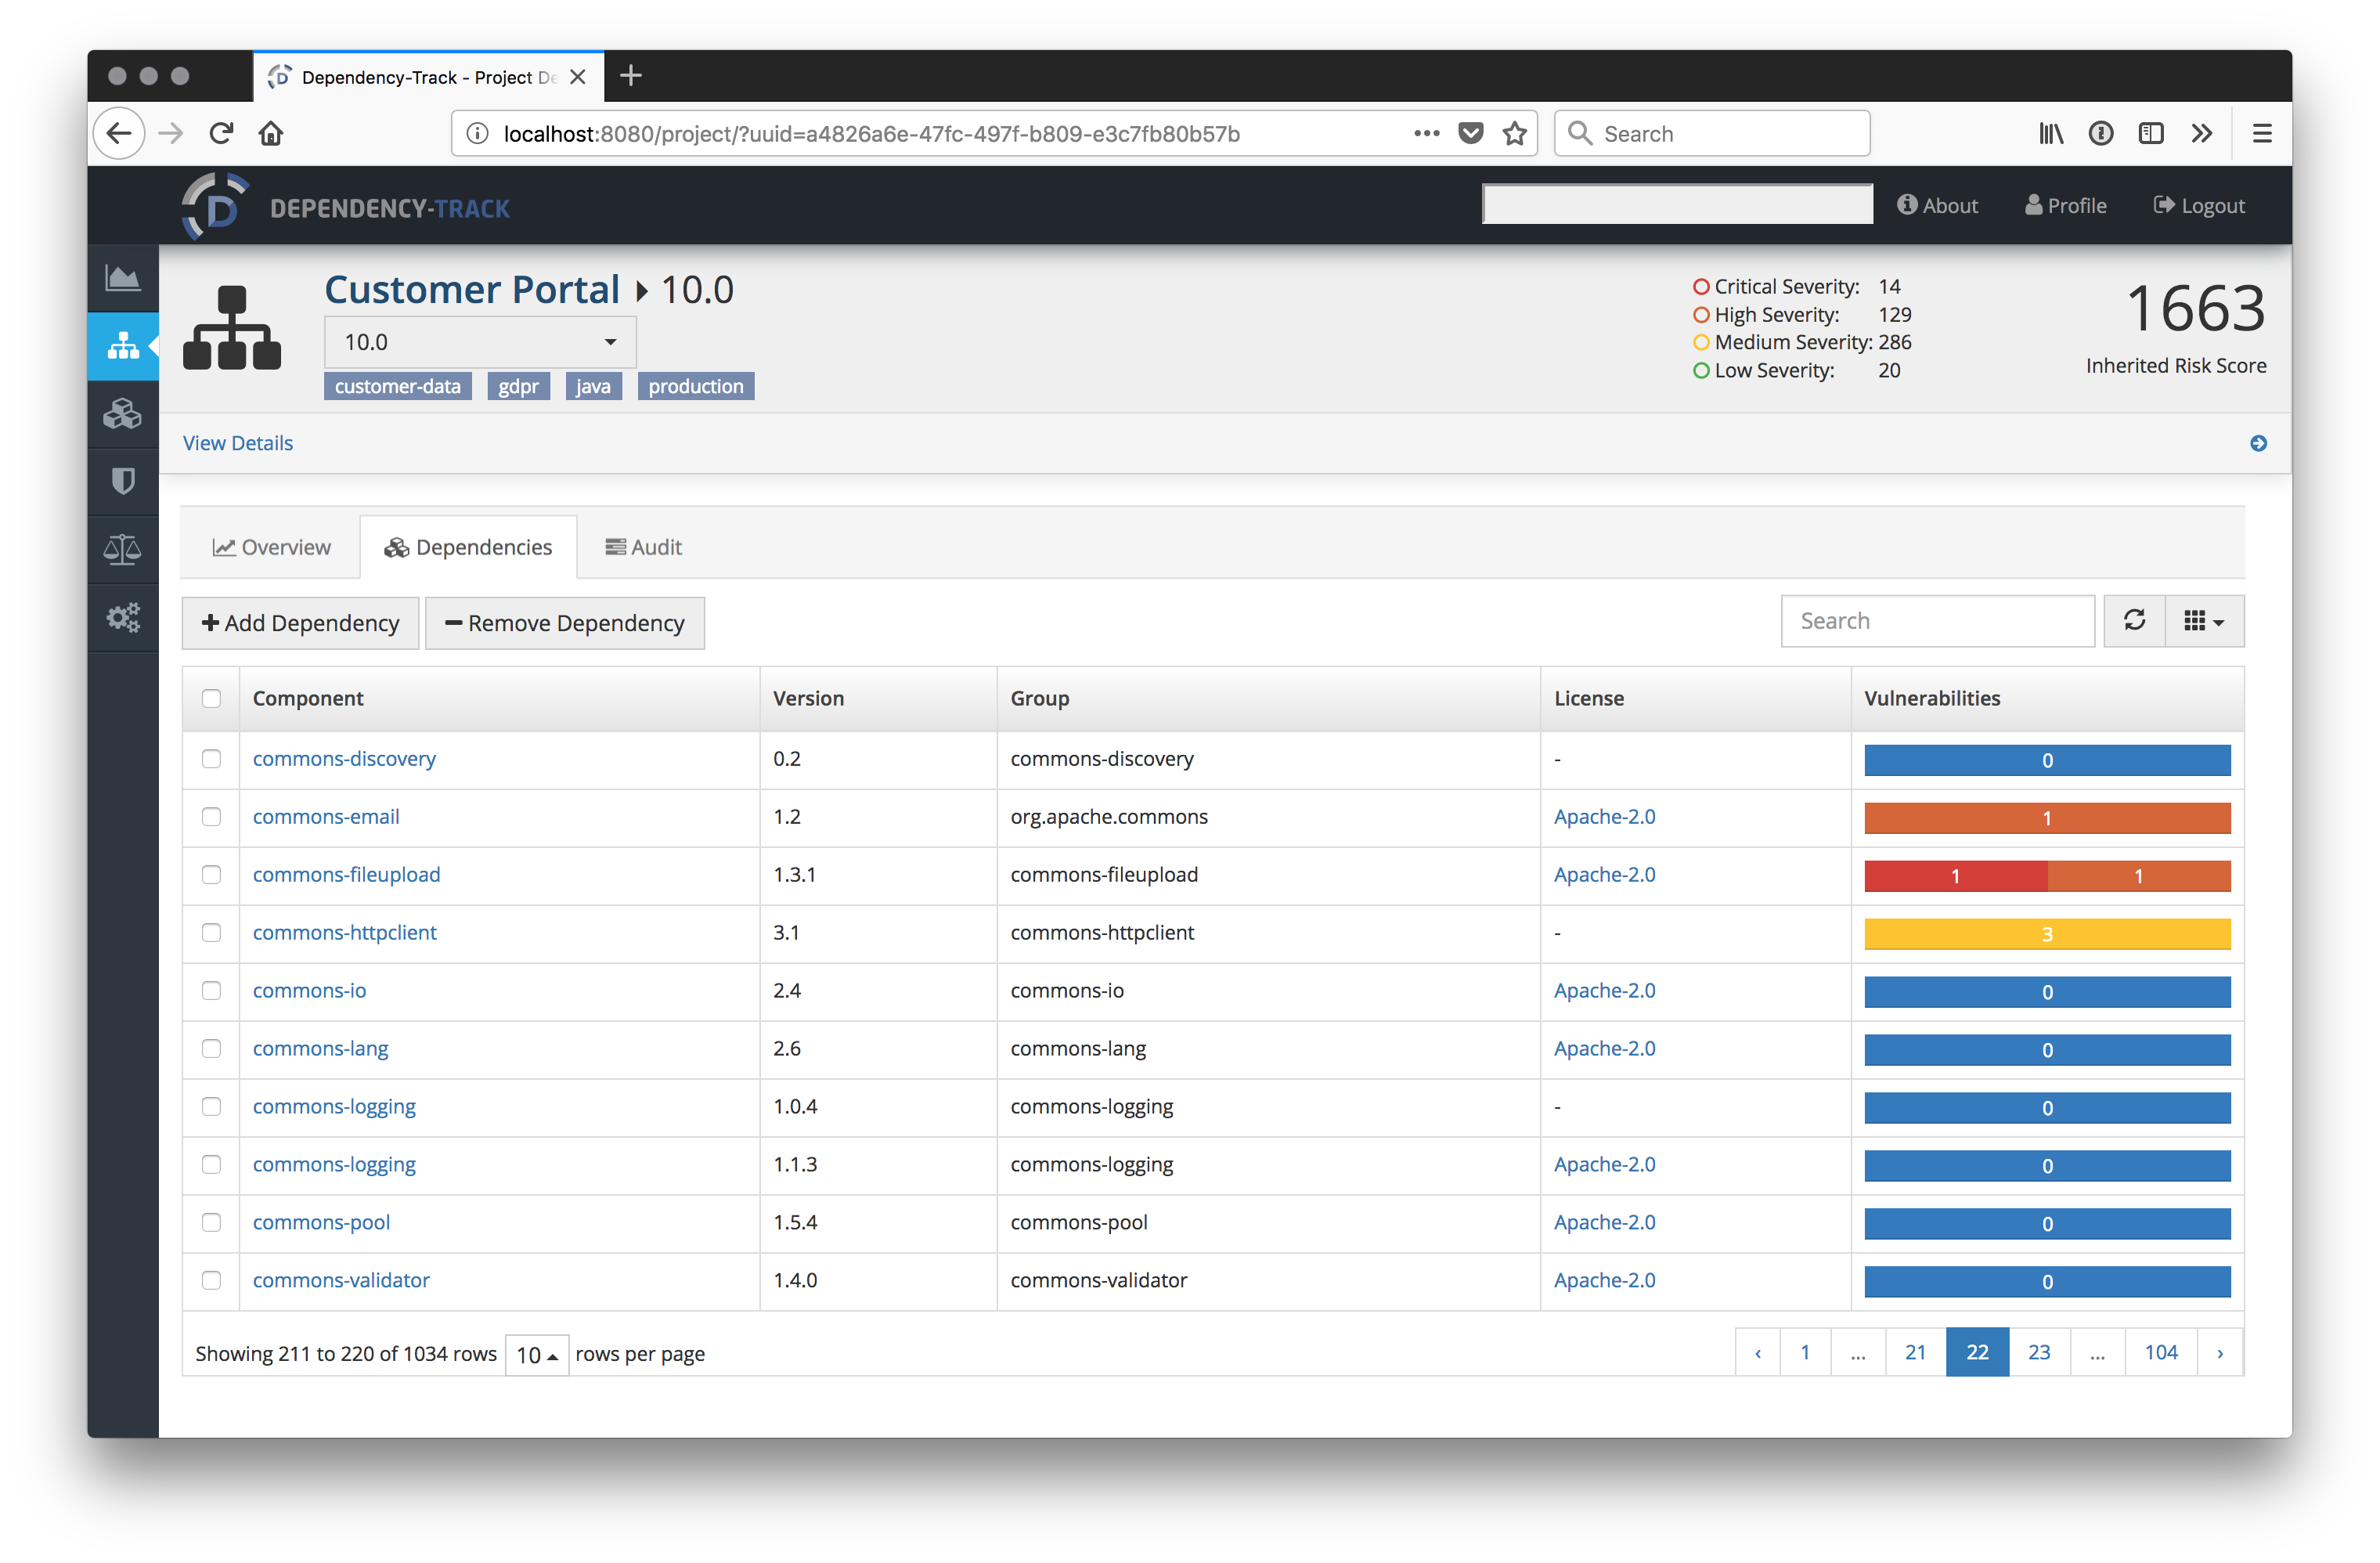 Dependency-Track - Project De
localhost:8080/project/?uuid=a4826a6e-47fc-497f-b809-e3c7fb80b57b
Search
DEPENDENCY-TRACK
About
Profile
Logout
Customer Portal 10.0
10.0
customer-data gdpr java production
Critical Severity: 14
High Severity: 129
Medium Severity: 286
Low Severity: 20
1663
Inherited Risk Score
View Details
Overview
Dependencies
Audit
Add Dependency
Remove Dependency
Search
Component Version Group License Vulnerabilities
commons-discovery 0.2 commons-discovery - 0
commons-email 1.2 org.apache.commons Apache-2.0 1
commons-fileupload 1.3.1 commons-fileupload Apache-2.0 1 1
commons-httpclient 3.1 commons-httpclient - 3
commons-io 2.4 commons-io Apache-2.0 0
commons-lang 2.6 commons-lang Apache-2.0 0
commons-logging 1.0.4 commons-logging - 0
commons-logging 1.1.3 commons-logging Apache-2.0 0
commons-pool 1.5.4 commons-pool Apache-2.0 0
commons-validator 1.4.0 commons-validator Apache-2.0 0
Showing 211 to 220 of 1034 rows 10 rows per page
‹ 1 ... 21 22 23 ... 104 ›